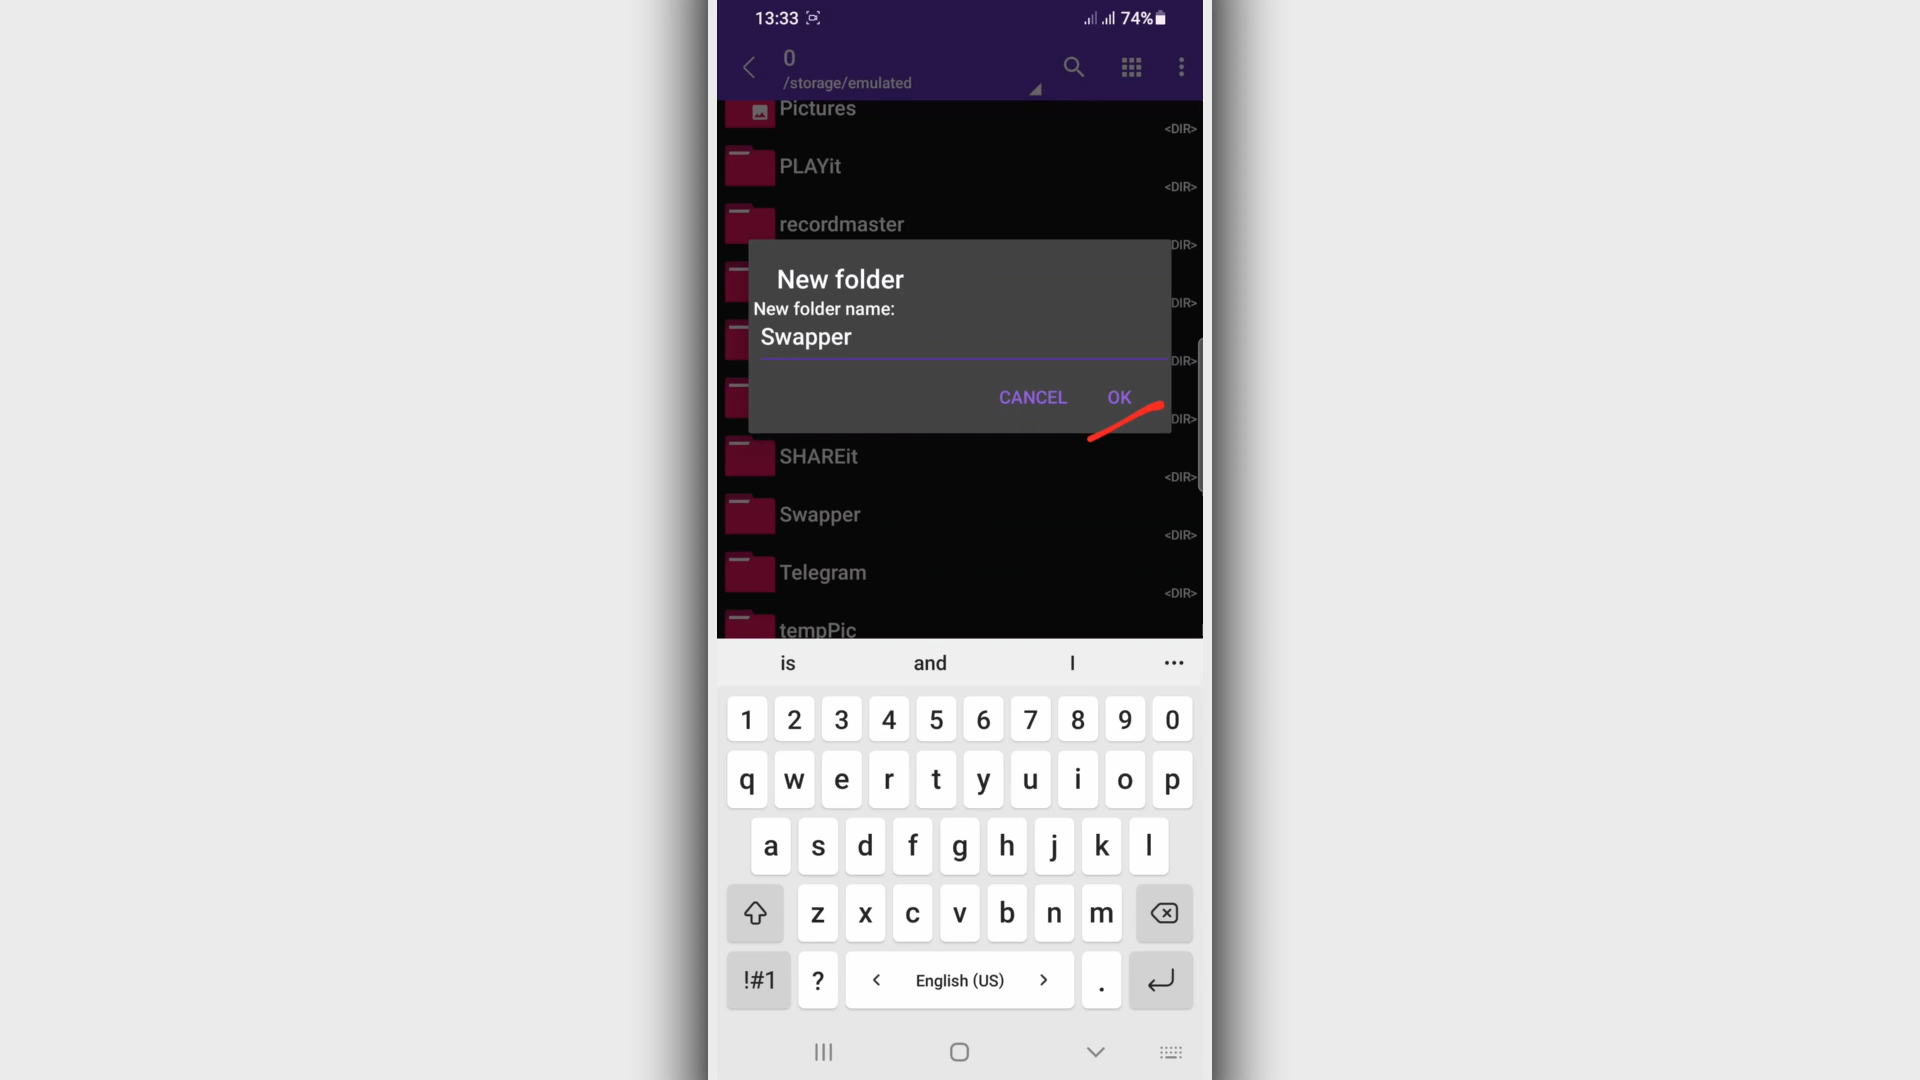 13:33
74%
0
/storage/emulated
Pictures
<DIR>
PLAYit
<DIR>
recordmaster
DIR>
New folder
New folder name:
DIR>
Swapper
DIR>
CANCEL OK
DIR>
SHAREit
<DIR>
Swapper
<DIR>
Telegram
<DIR>
tempPic
is and I
1 2 3 4 5 6 7 8 9 0
q w e r t y u i o p
a s d f g h j k l
z x c v b n m
!#1 ? < English (US) > .